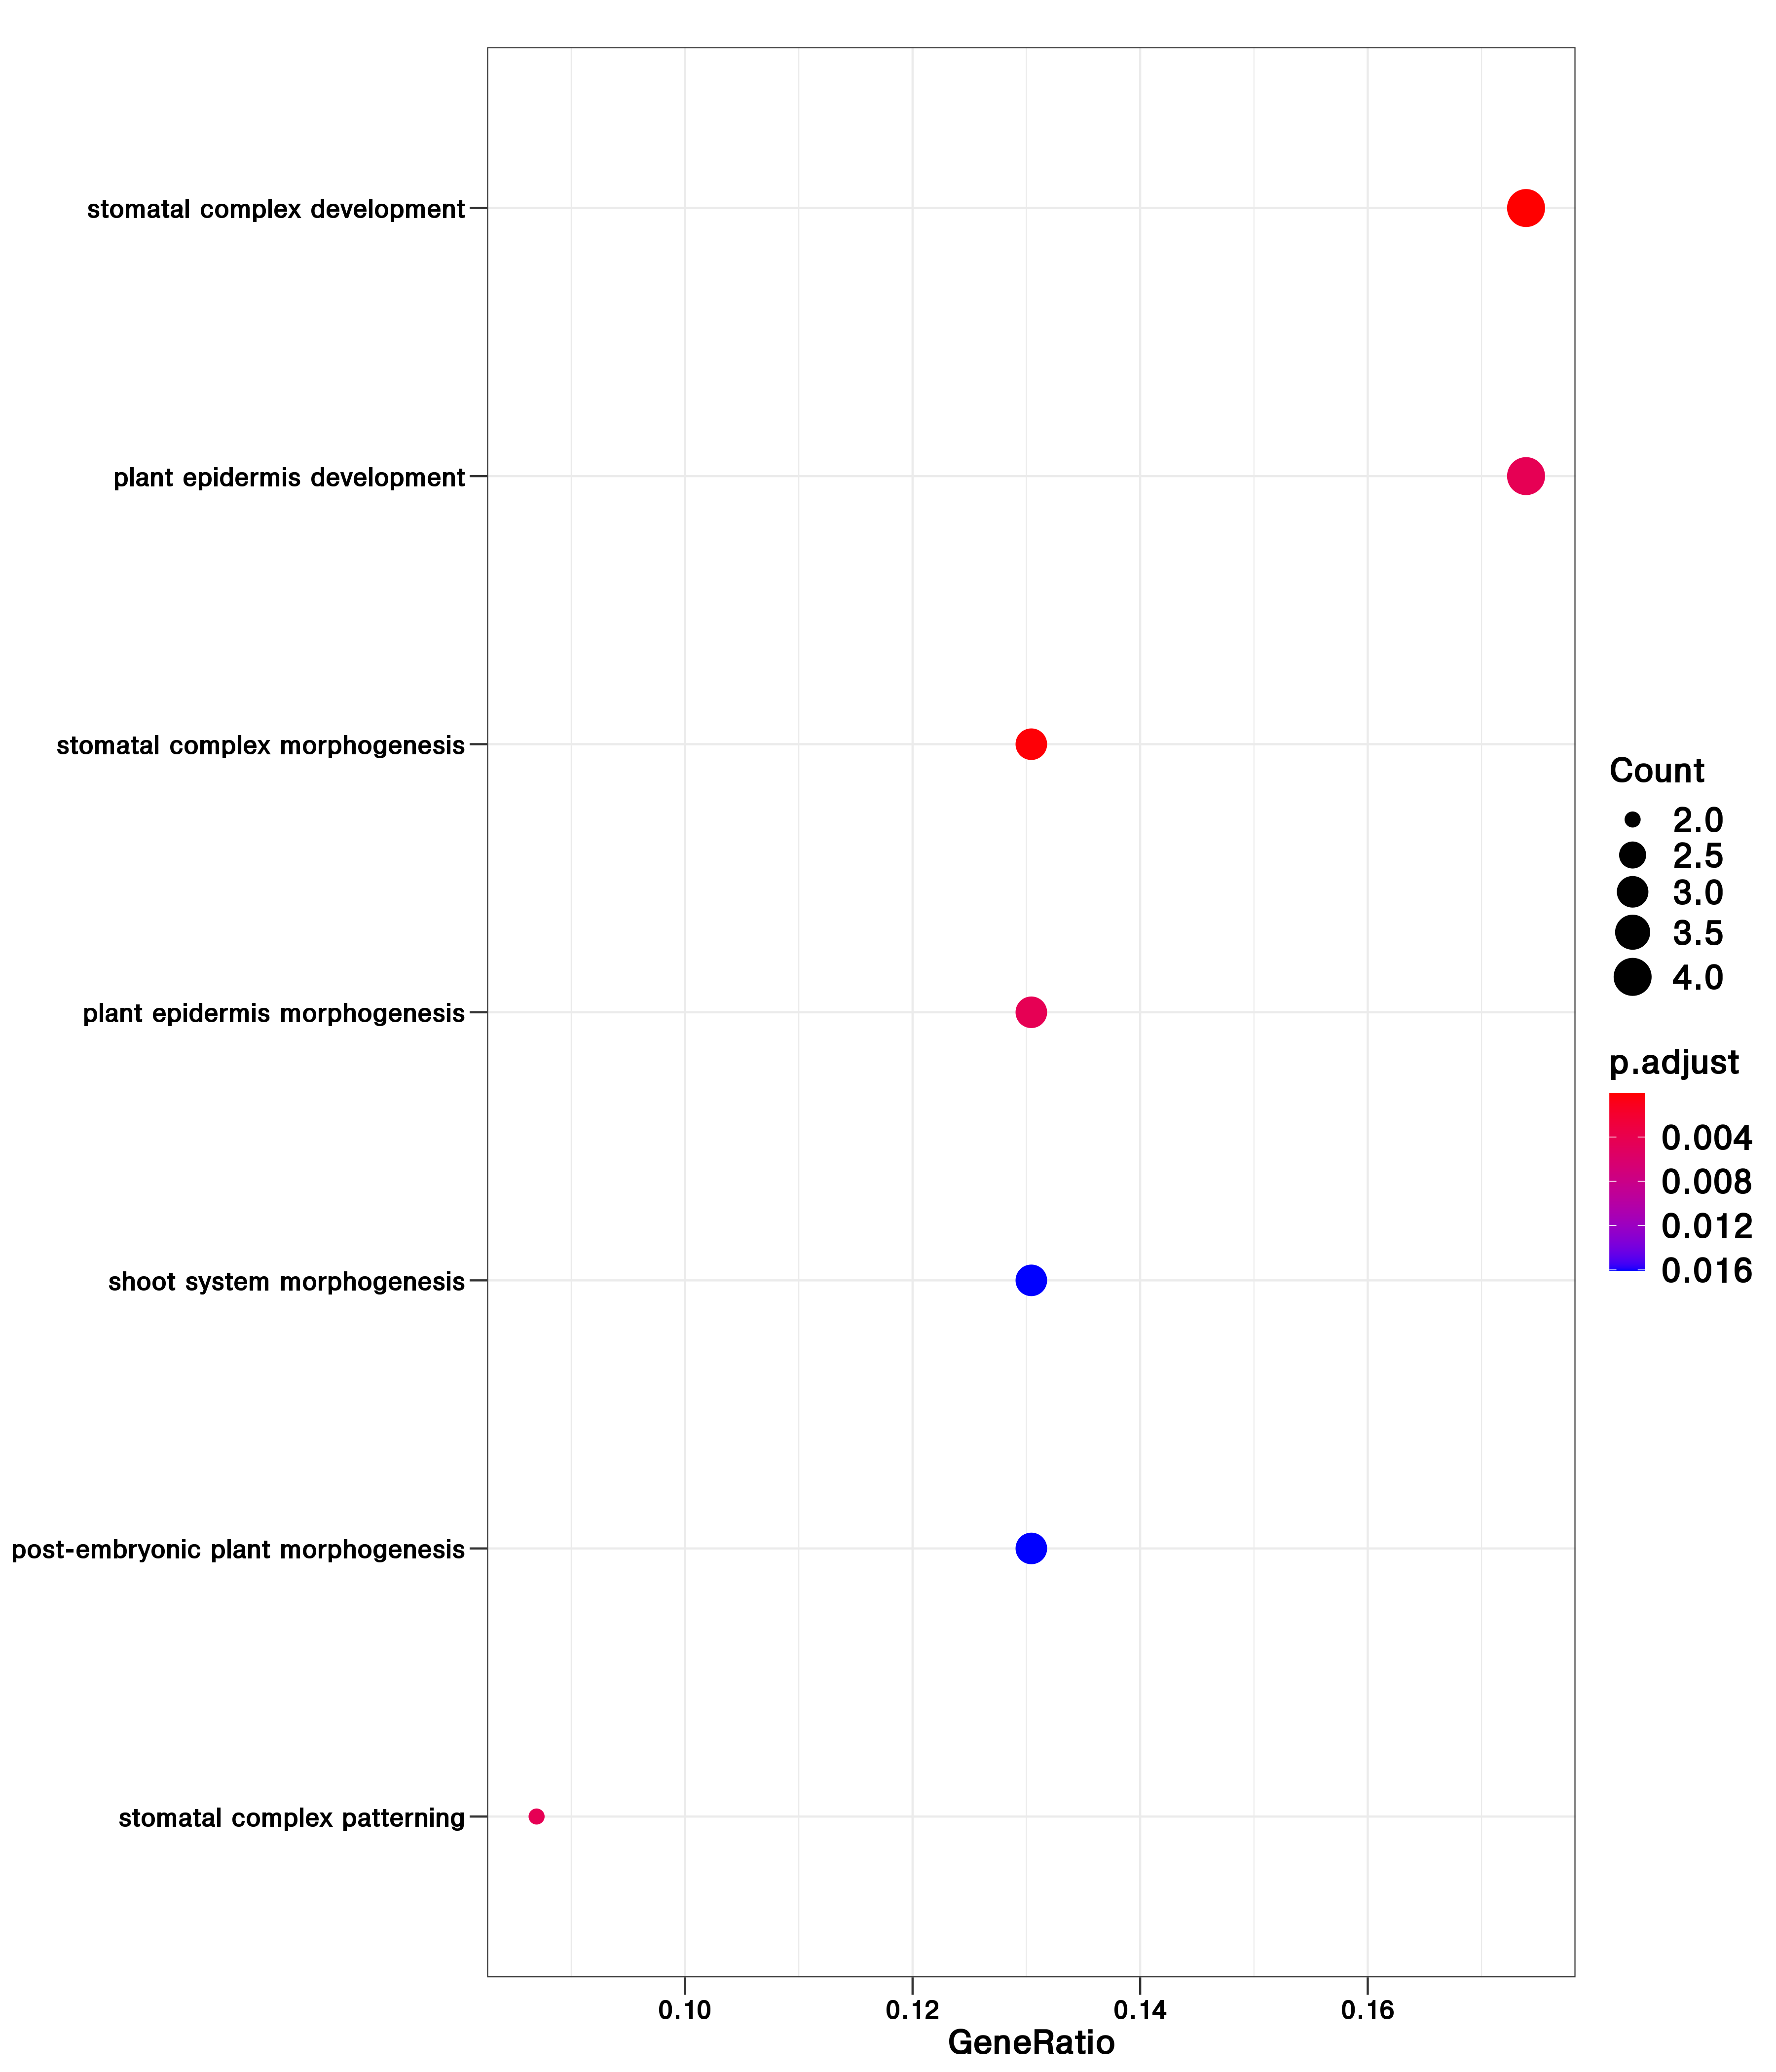 stomatal complex development
plant epidermis development
stomatal complex morphogenesis
plant epidermis morphogenesis
shoot system morphogenesis
post-embryonic plant morphogenesis
stomatal complex patterning
0.10
0.12
0.14
0.16
GeneRatio
Count
2.0
2.5
3.0
3.5
4.0
p.adjust
0.004
0.008
0.012
0.016